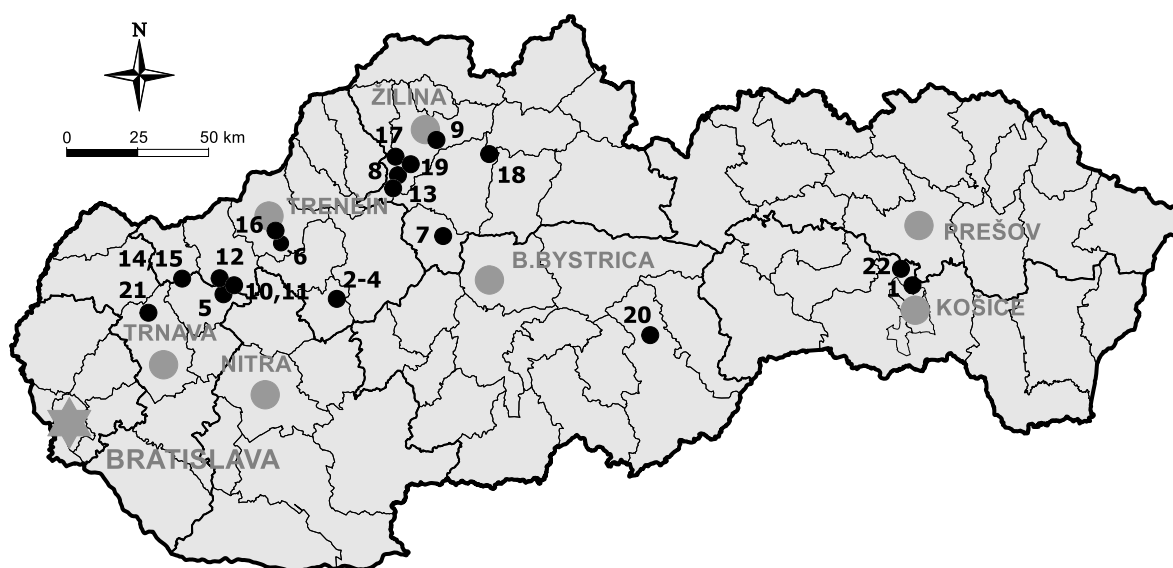 N
0 25 50 km
ŽILINA
17
9
8
19
18
13
TRENČÍN
16
7
6
PREŠOV
14,15
12
B.BYSTRICA
22
10,11
2-4
1
21
5
KOŠICE
20
TRNAVA
NITRA
BRATISLAVA